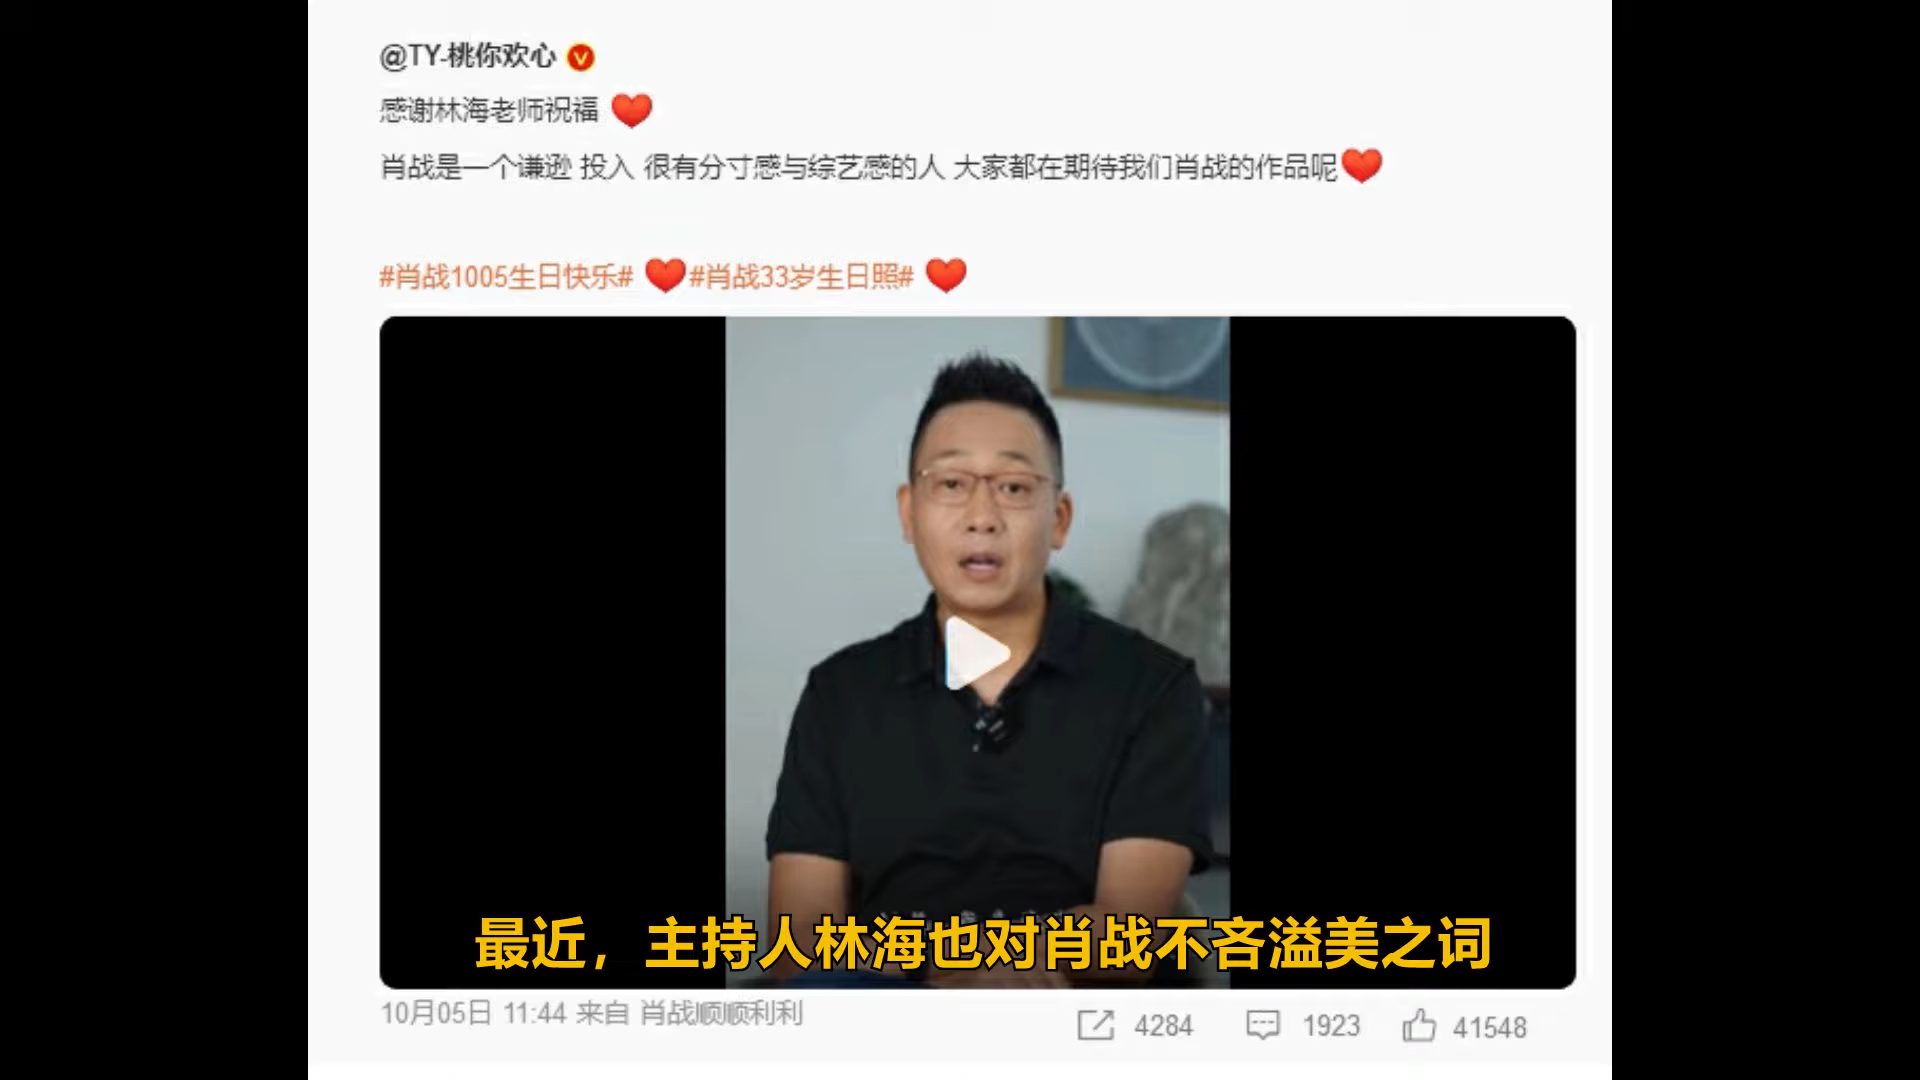 @TY-桃你欢心
感谢林海老师祝福
肖战是一个谦逊 投入 很有分寸感与综艺感的人 大家都在期待我们肖战的作品呢
#肖战1005生日快乐# #肖战33岁生日照#
最近，主持人林海也对肖战不吝溢美之词
10月05日 11:44 来自 肖战顺顺利利
4284 1923 41548